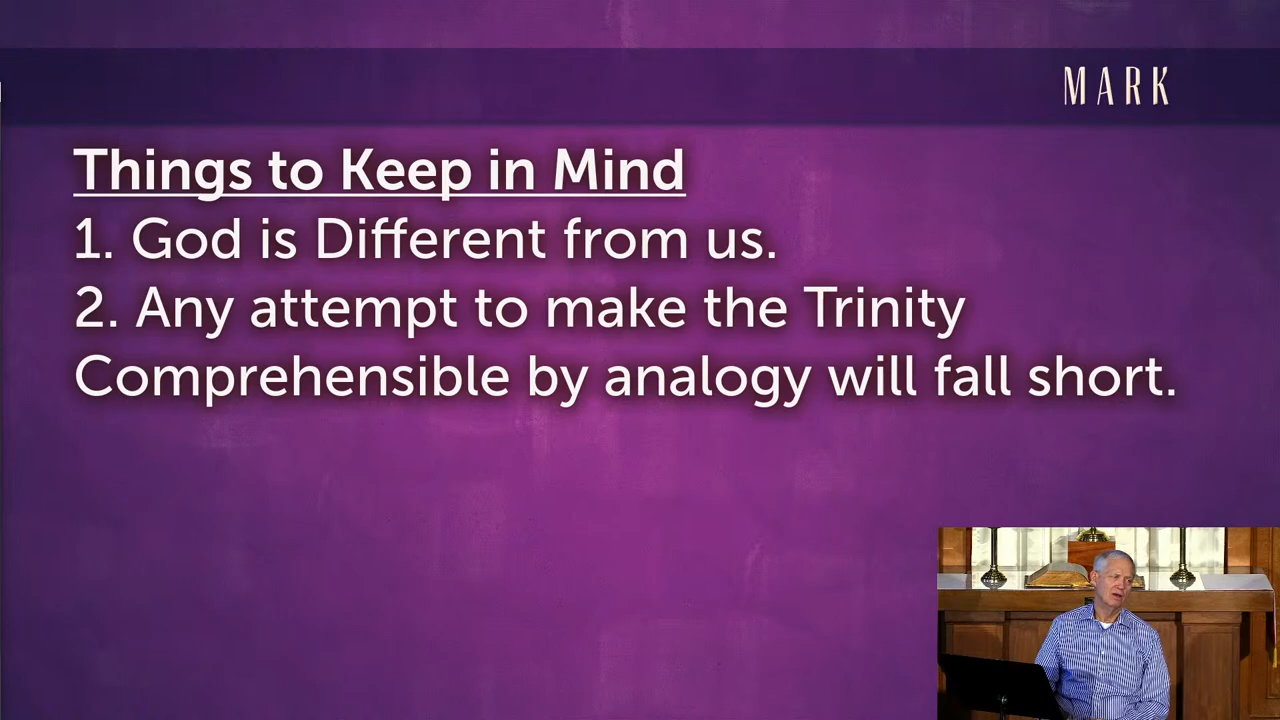 MARK
Things to Keep in Mind
1. God is Different from us.
2. Any attempt to make the Trinity
Comprehensible by analogy will fall short.